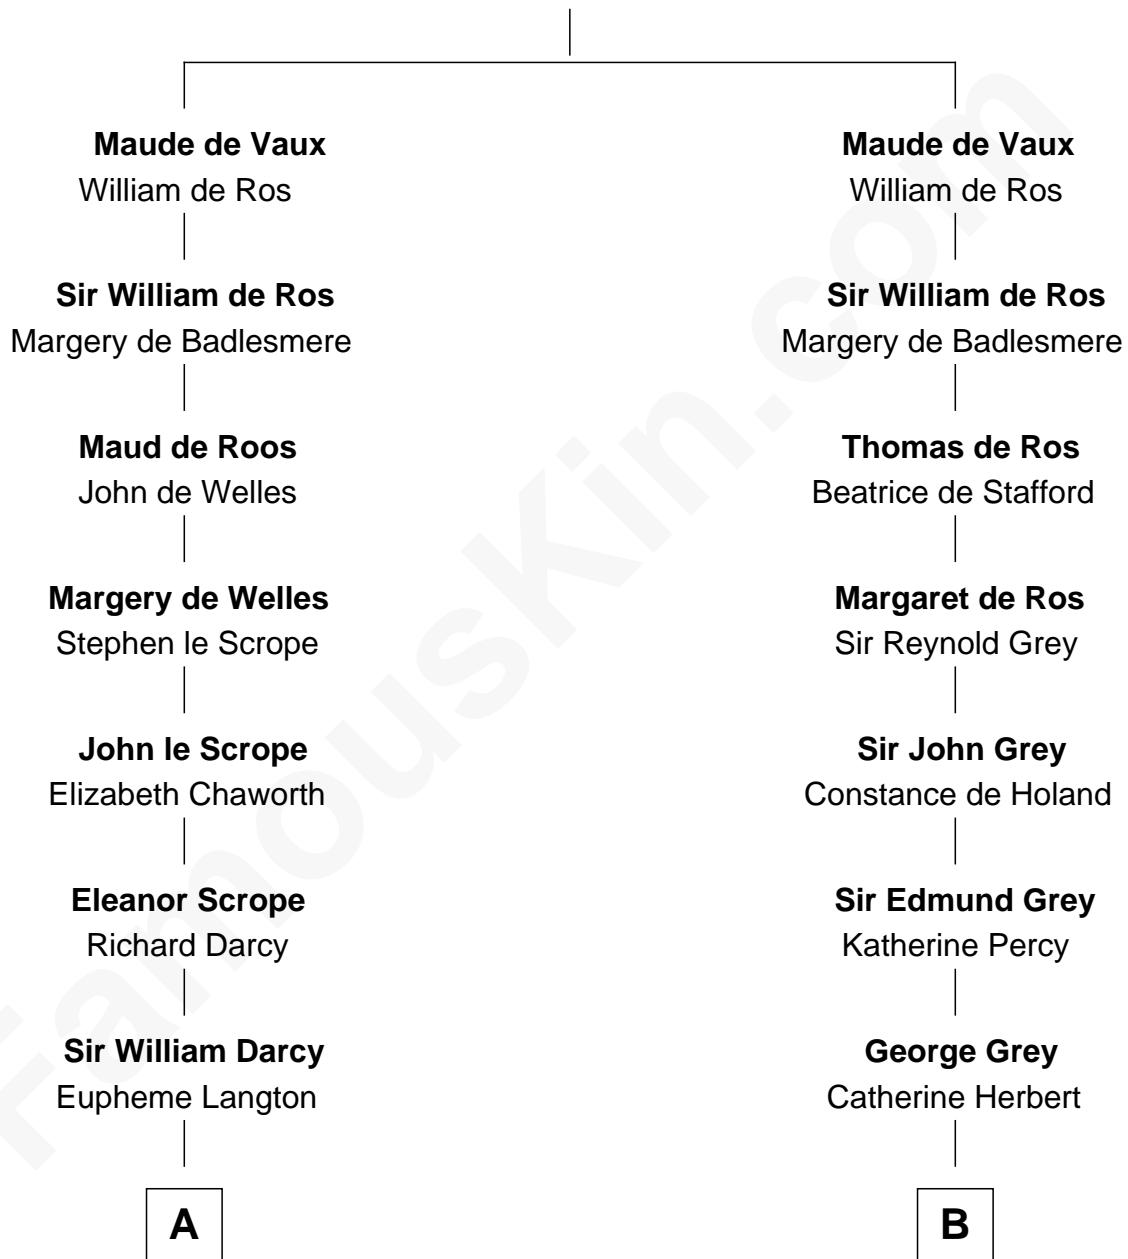 Maude de Vaux
William de Ros
Sir William de Ros
Margery de Badlesmere
Maud de Roos
John de Welles
Margery de Welles
Stephen le Scrope
John le Scrope
Elizabeth Chaworth
Eleanor Scrope
Richard Darcy
Sir William Darcy
Eupheme Langton
A
Maude de Vaux
William de Ros
Sir William de Ros
Margery de Badlesmere
Thomas de Ros
Beatrice de Stafford
Margaret de Ros
Sir Reynold Grey
Sir John Grey
Constance de Holand
Sir Edmund Grey
Katherine Percy
George Grey
Catherine Herbert
B
FamousKin.com